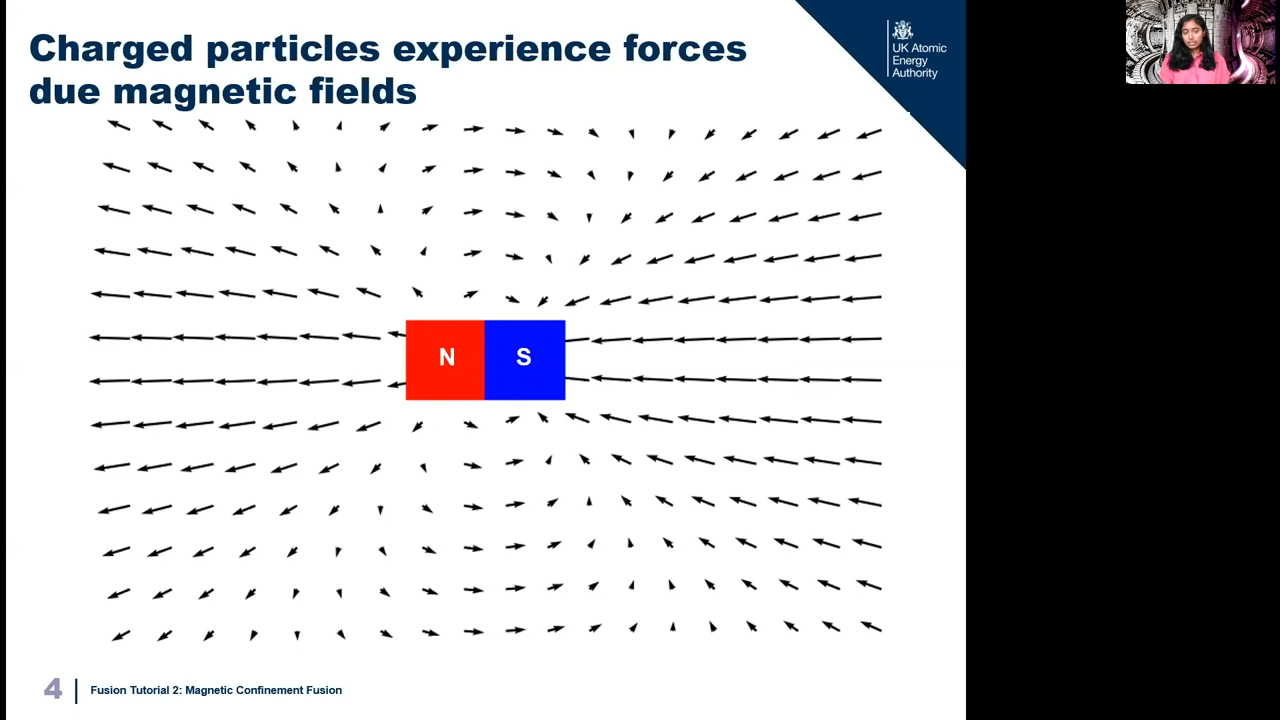 Charged particles experience forces
due magnetic fields
UK Atomic
Energy
Authority
N S
4
Fusion Tutorial 2: Magnetic Confinement Fusion